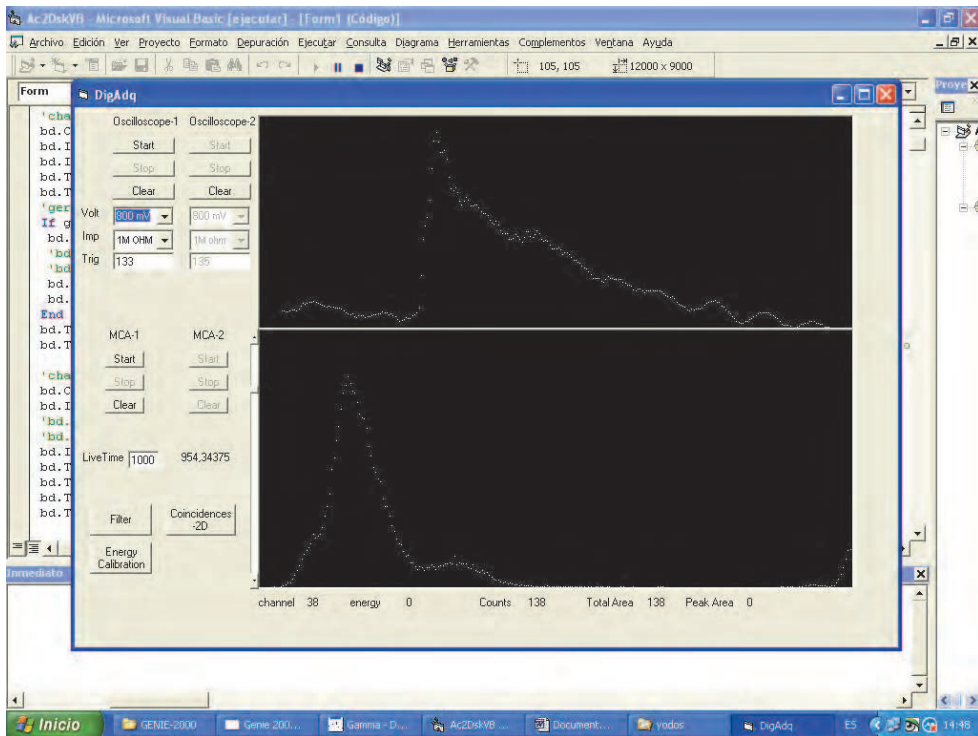 Ac2DskVB - Microsoft Visual Basic [ejecutar] - [Form1 (Código)]
Archivo Edición Ver Proyecto Formato Depuración Ejecutar Consulta Diagrama Herramientas Complementos Ventana Ayuda
105, 105 12000 x 9000
Form
Proye
DigAdq
'cha
bd.C
bd.I
bd.I
bd.T
bd.T
'ger
If g
bd.
'bd
'bd
bd.
bd.
End
bd.T
bd.T
'cha
bd.C
bd.I
'bd.
'bd.
bd.I
bd.T
bd.T
bd.T
bd.T
Oscilloscope-1 Oscilloscope-2
Start Start
Stop Stop
Clear Clear
Volt 800 mV 800 mV
Imp 1M OHM 1M ohm
Trig 133 135
MCA-1 MCA-2
Start Start
Stop Stop
Clear Clear
LiveTime 1000 954,34375
Filter Coincidences
-2D
Energy
Calibration
channel 38 energy 0 Counts 138 Total Area 138 Peak Area 0
Inmediato
Inicio GENIE-2000 Genie 200... Gamma - D... Ac2DskVB ... Document.... yodos DigAdq ES 14:48